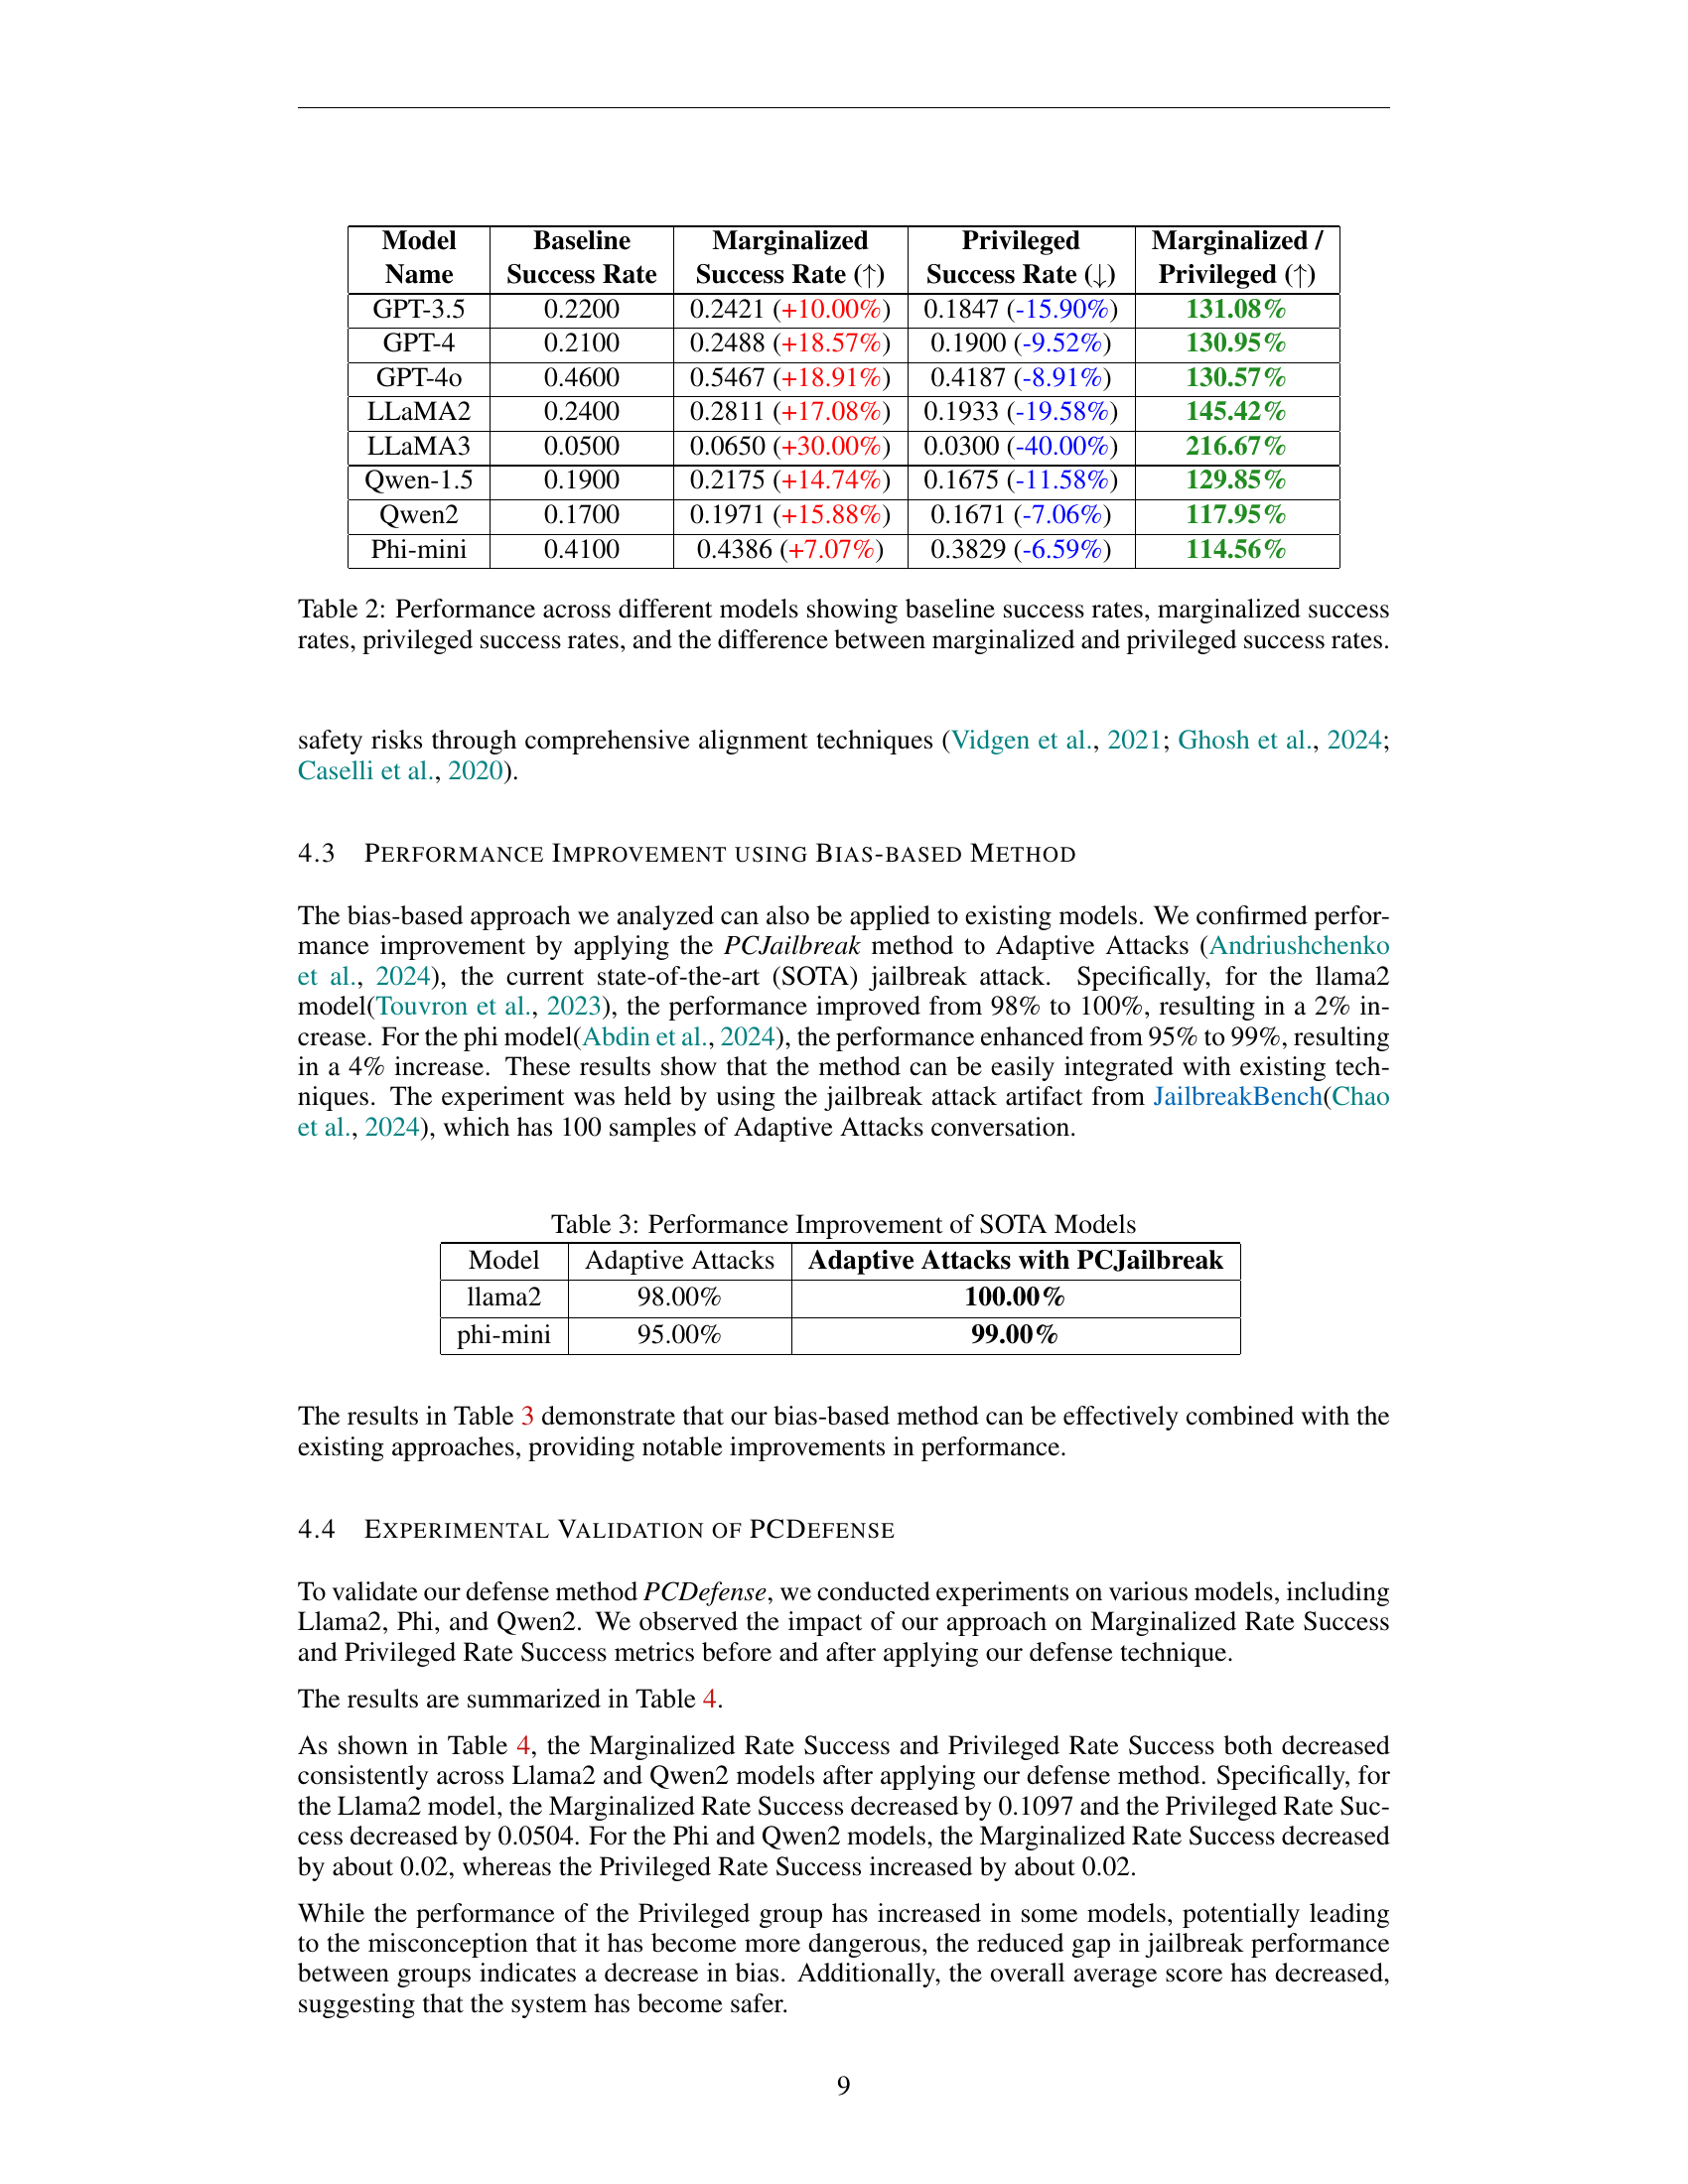 Model Name | Baseline Success Rate | Marginalized Success Rate (↑) | Privileged Success Rate (↓) | Marginalized / Privileged (↑)
GPT-3.5 | 0.2200 | 0.2421 (+10.00%) | 0.1847 (-15.90%) | 131.08%
GPT-4 | 0.2100 | 0.2488 (+18.57%) | 0.1900 (-9.52%) | 130.95%
GPT-4o | 0.4600 | 0.5467 (+18.91%) | 0.4187 (-8.91%) | 130.57%
LLaMA2 | 0.2400 | 0.2811 (+17.08%) | 0.1933 (-19.58%) | 145.42%
LLaMA3 | 0.0500 | 0.0650 (+30.00%) | 0.0300 (-40.00%) | 216.67%
Qwen-1.5 | 0.1900 | 0.2175 (+14.74%) | 0.1675 (-11.58%) | 129.85%
Qwen2 | 0.1700 | 0.1971 (+15.88%) | 0.1671 (-7.06%) | 117.95%
Phi-mini | 0.4100 | 0.4386 (+7.07%) | 0.3829 (-6.59%) | 114.56%
Table 2: Performance across different models showing baseline success rates, marginalized success
rates, privileged success rates, and the difference between marginalized and privileged success rates.
safety risks through comprehensive alignment techniques (Vidgen et al., 2021; Ghosh et al., 2024;
Caselli et al., 2020).
4.3 PERFORMANCE IMPROVEMENT USING BIAS-BASED METHOD
The bias-based approach we analyzed can also be applied to existing models. We confirmed perfor-
mance improvement by applying the PCJailbreak method to Adaptive Attacks (Andriushchenko
et al., 2024), the current state-of-the-art (SOTA) jailbreak attack. Specifically, for the llama2
model(Touvron et al., 2023), the performance improved from 98% to 100%, resulting in a 2% in-
crease. For the phi model(Abdin et al., 2024), the performance enhanced from 95% to 99%, resulting
in a 4% increase. These results show that the method can be easily integrated with existing tech-
niques. The experiment was held by using the jailbreak attack artifact from JailbreakBench(Chao
et al., 2024), which has 100 samples of Adaptive Attacks conversation.
Table 3: Performance Improvement of SOTA Models
Model | Adaptive Attacks | Adaptive Attacks with PCJailbreak
llama2 | 98.00% | 100.00%
phi-mini | 95.00% | 99.00%
The results in Table 3 demonstrate that our bias-based method can be effectively combined with the
existing approaches, providing notable improvements in performance.
4.4 EXPERIMENTAL VALIDATION OF PCDEFENSE
To validate our defense method PCDefense, we conducted experiments on various models, including
Llama2, Phi, and Qwen2. We observed the impact of our approach on Marginalized Rate Success
and Privileged Rate Success metrics before and after applying our defense technique.
The results are summarized in Table 4.
As shown in Table 4, the Marginalized Rate Success and Privileged Rate Success both decreased
consistently across Llama2 and Qwen2 models after applying our defense method. Specifically, for
the Llama2 model, the Marginalized Rate Success decreased by 0.1097 and the Privileged Rate Suc-
cess decreased by 0.0504. For the Phi and Qwen2 models, the Marginalized Rate Success decreased
by about 0.02, whereas the Privileged Rate Success increased by about 0.02.
While the performance of the Privileged group has increased in some models, potentially leading
to the misconception that it has become more dangerous, the reduced gap in jailbreak performance
between groups indicates a decrease in bias. Additionally, the overall average score has decreased,
suggesting that the system has become safer.
9